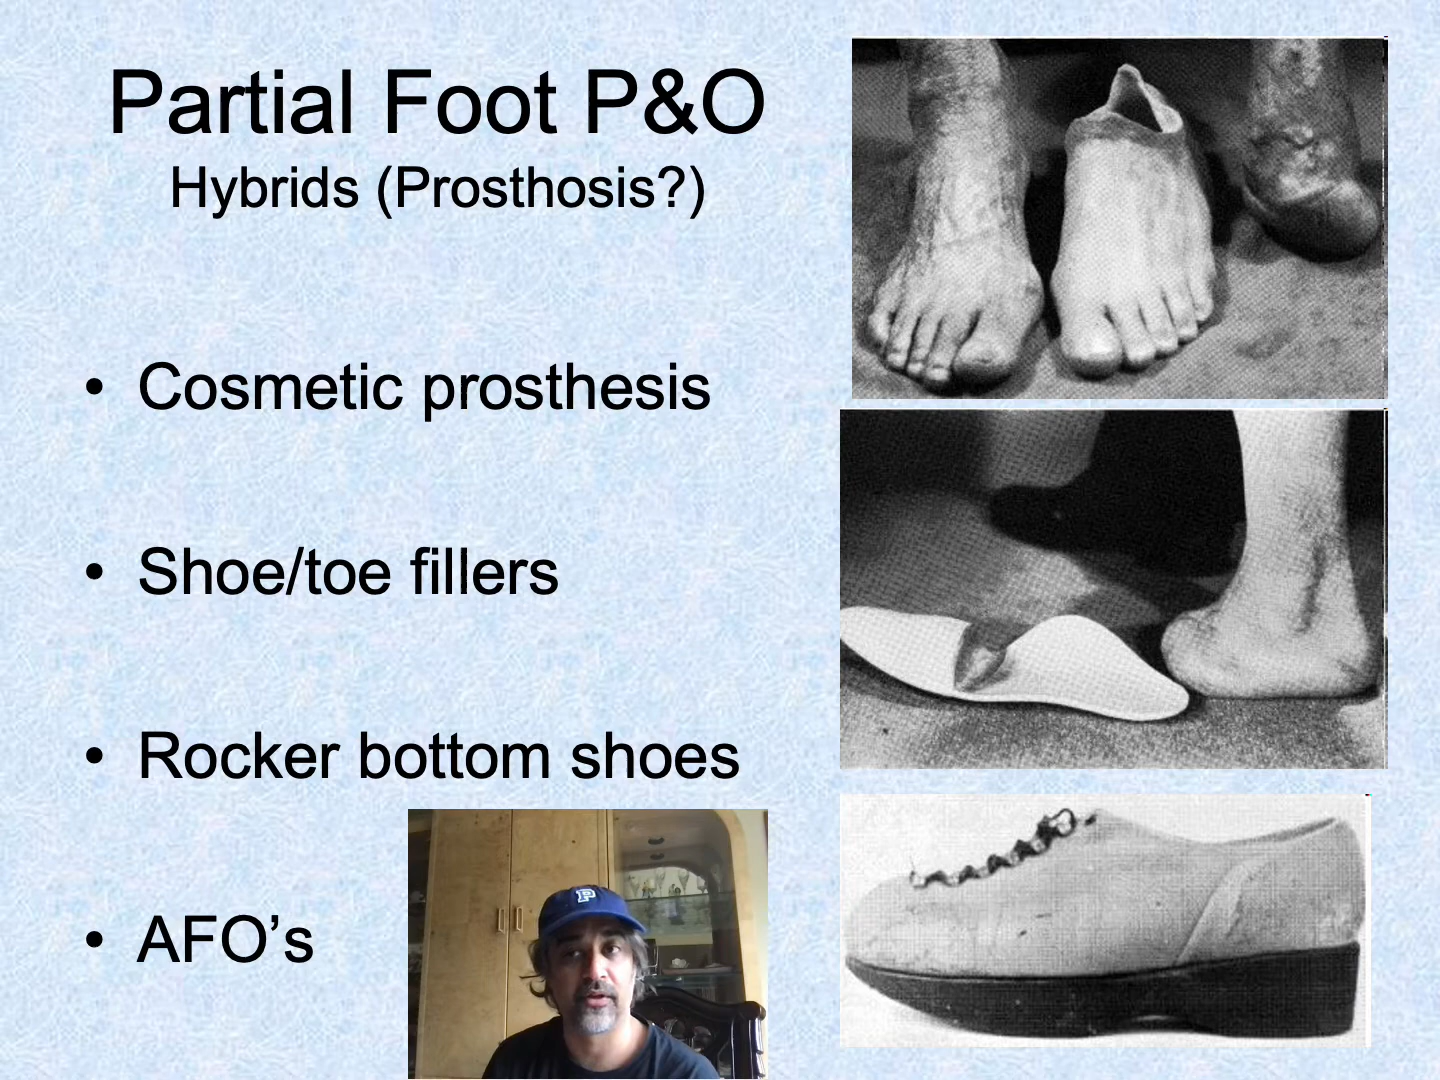 Partial Foot P&O
Hybrids (Prosthosis?)
• Cosmetic prosthesis
• Shoe/toe fillers
• Rocker bottom shoes
• AFO’s
P